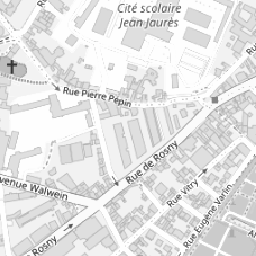 Cité scolaire
Jean Jaurès
Rue Pierre Pépin
Rue de Rosny
Rue Vitry
venue Walwein
Rue Eugène Varlin
Rosny